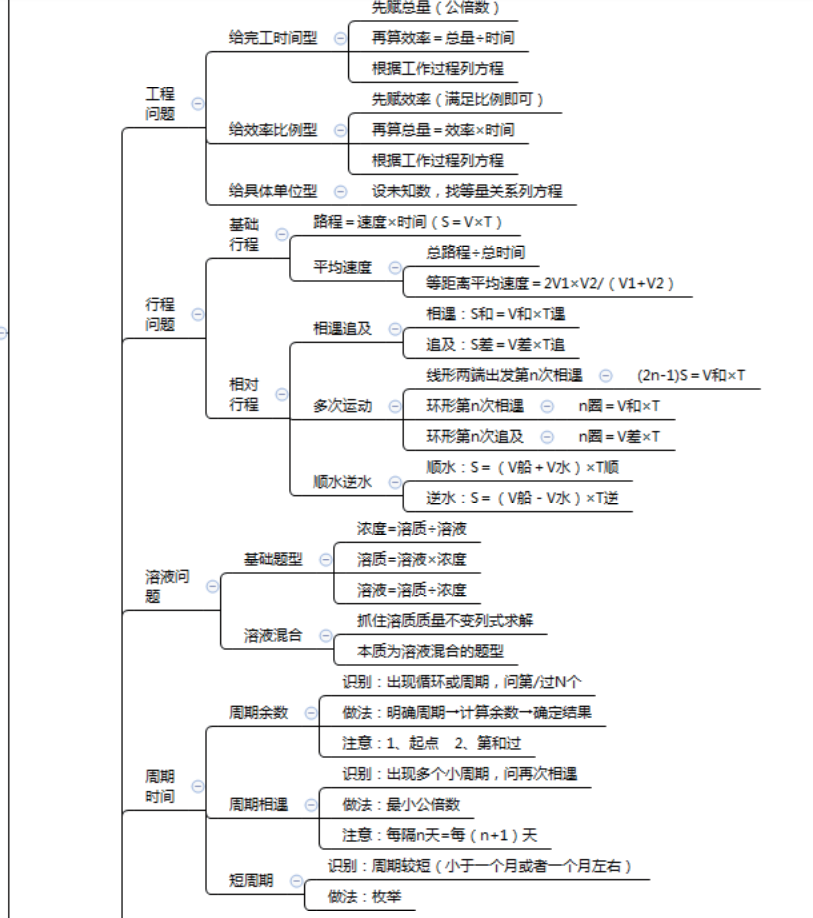 先赋总量（公倍数）
给完工时间型
再算效率＝总量÷时间
根据工作过程列方程
工程
问题
先赋效率（满足比例即可）
给效率比例型
再算总量＝效率×时间
根据工作过程列方程
给具体单位型
设未知数，找等量关系列方程
基础
行程
路程＝速度×时间（S＝V×T）
总路程÷总时间
平均速度
等距离平均速度＝2V1×V2/（V1+V2）
行程
问题
相遇：S和＝V和×T遇
相遇追及
追及：S差＝V差×T追
相对
行程
线形两端出发第n次相遇
(2n-1)S＝V和×T
多次运动
环形第n次相遇
n圈＝V和×T
环形第n次追及
n圈＝V差×T
顺水：S＝（V船＋V水）×T顺
顺水逆水
逆水：S＝（V船－V水）×T逆
浓度=溶质÷溶液
基础题型
溶质=溶液×浓度
溶液=溶质÷浓度
溶液问
题
抓住溶质质量不变列式求解
溶液混合
本质为溶液混合的题型
识别：出现循环或周期，问第/过N个
周期余数
做法：明确周期→计算余数→确定结果
注意：1、起点 2、第和过
周期
时间
识别：出现多个小周期，问再次相遇
周期相遇
做法：最小公倍数
注意：每隔n天=每（n+1）天
识别：周期较短（小于一个月或者一个月左右）
短周期
做法：枚举